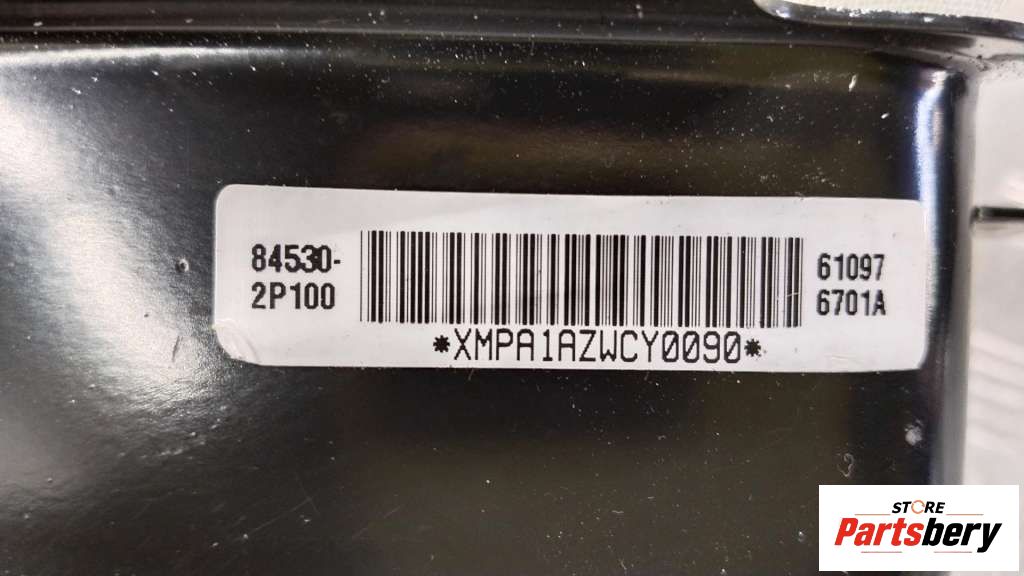 84530-
2P100
61097
6701A
*XMPA1AZWCY0090*
STORE
Partsbery